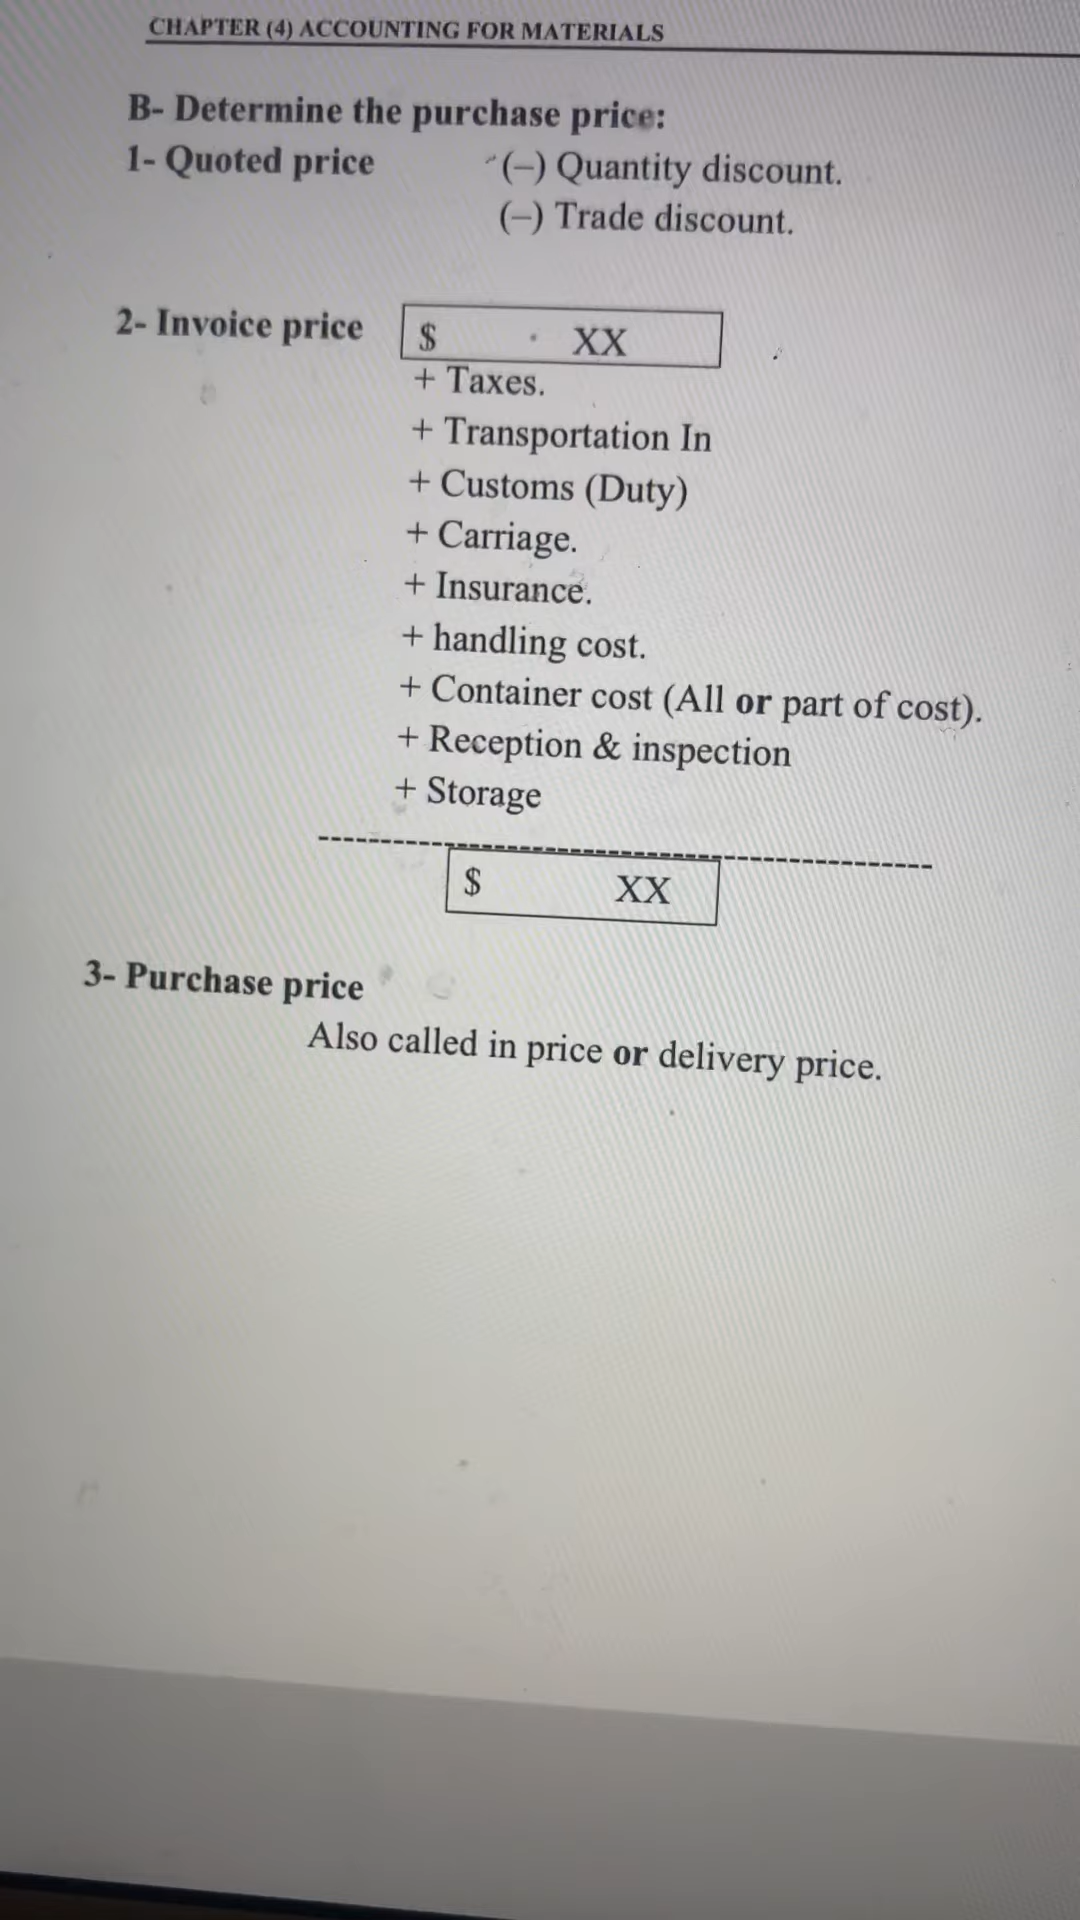 CHAPTER (4) ACCOUNTING FOR MATERIALS
B- Determine the purchase price:
1- Quoted price (–) Quantity discount.
(–) Trade discount.
2- Invoice price $ XX
+ Taxes.
+ Transportation In
+ Customs (Duty)
+ Carriage.
+ Insurance.
+ handling cost.
+ Container cost (All or part of cost).
+ Reception & inspection
+ Storage
$ XX
3- Purchase price
Also called in price or delivery price.